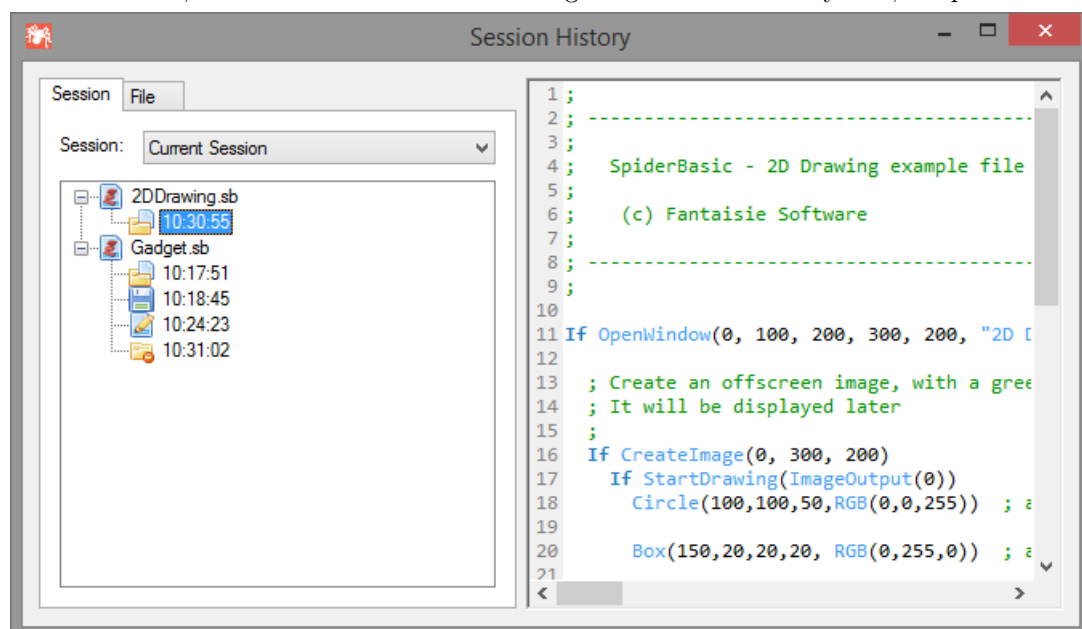 Session History
Session File
Session: Current Session
2DDrawing.sb
10:30:55
Gadget.sb
10:17:51
10:18:45
10:24:23
10:31:02
1 ;
2 ; -----------------------------------------
3 ;
4 ;   SpiderBasic - 2D Drawing example file
5 ;
6 ;    (c) Fantaisie Software
7 ;
8 ; -----------------------------------------
9 ;
10
11 If OpenWindow(0, 100, 200, 300, 200, "2D
12
13   ; Create an offscreen image, with a gree
14   ; It will be displayed later
15   ;
16   If CreateImage(0, 300, 200)
17     If StartDrawing(ImageOutput(0))
18       Circle(100,100,50,RGB(0,0,255))  ; a
19
20       Box(150,20,20,20, RGB(0,255,0))  ; a
21